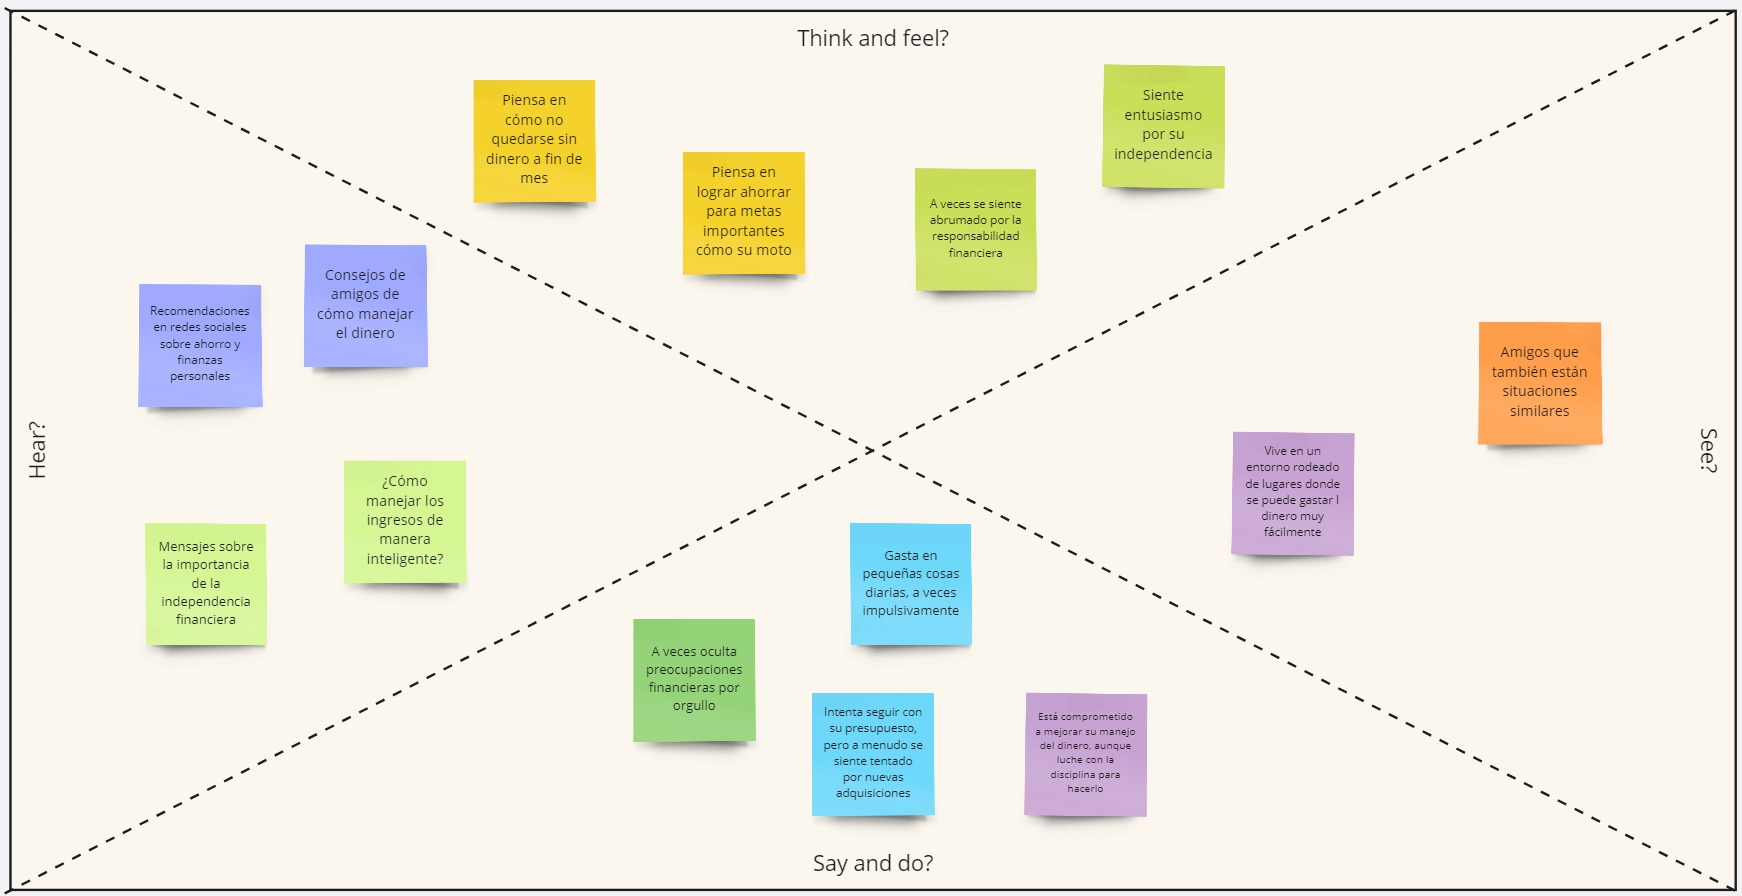 Think and feel?
Piensa en
cómo no
quedarse sin
dinero a fin de
mes
Piensa en
lograr ahorrar
para metas
importantes
cómo su moto
A veces se siente
abrumado por la
responsabilidad
financiera
Siente
entusiasmo
por su
independencia
Hear?
Recomendaciones
en redes sociales
sobre ahorro y
finanzas
personales
Consejos de
amigos de
cómo manejar
el dinero
Mensajes sobre
la importancia
de la
independencia
financiera
¿Cómo
manejar los
ingresos de
manera
inteligente?
See?
Amigos que
también están
situaciones
similares
Vive en un
entorno rodeado
de lugares donde
se puede gastar l
dinero muy
fácilmente
Gasta en
pequeñas cosas
diarias, a veces
impulsivamente
A veces oculta
preocupaciones
financieras por
orgullo
Intenta seguir con
su presupuesto,
pero a menudo se
siente tentado
por nuevas
adquisiciones
Está comprometido
a mejorar su manejo
del dinero, aunque
luche con la
disciplina para
hacerlo
Say and do?